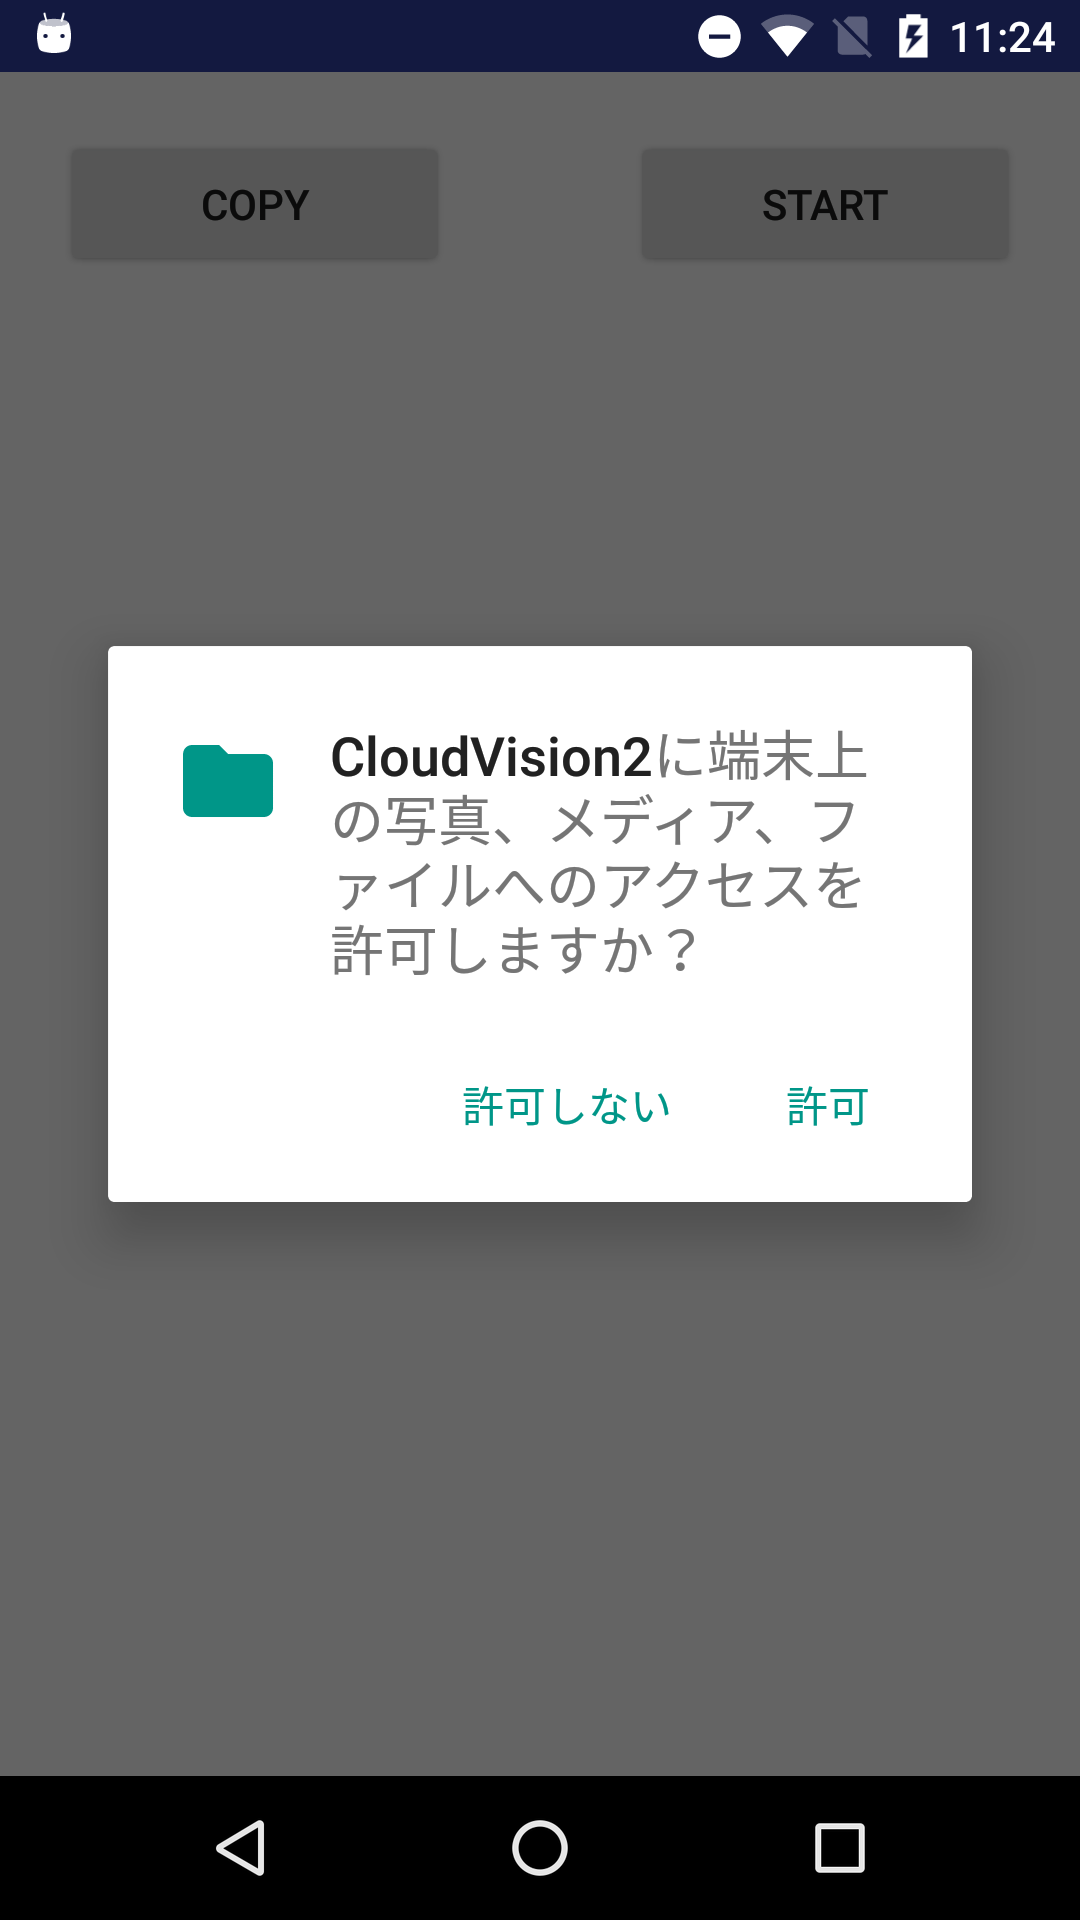 11:24
COPY
START
CloudVision2に端末上
の写真、メディア、フ
ァイルへのアクセスを
許可しますか？
許可しない
許可